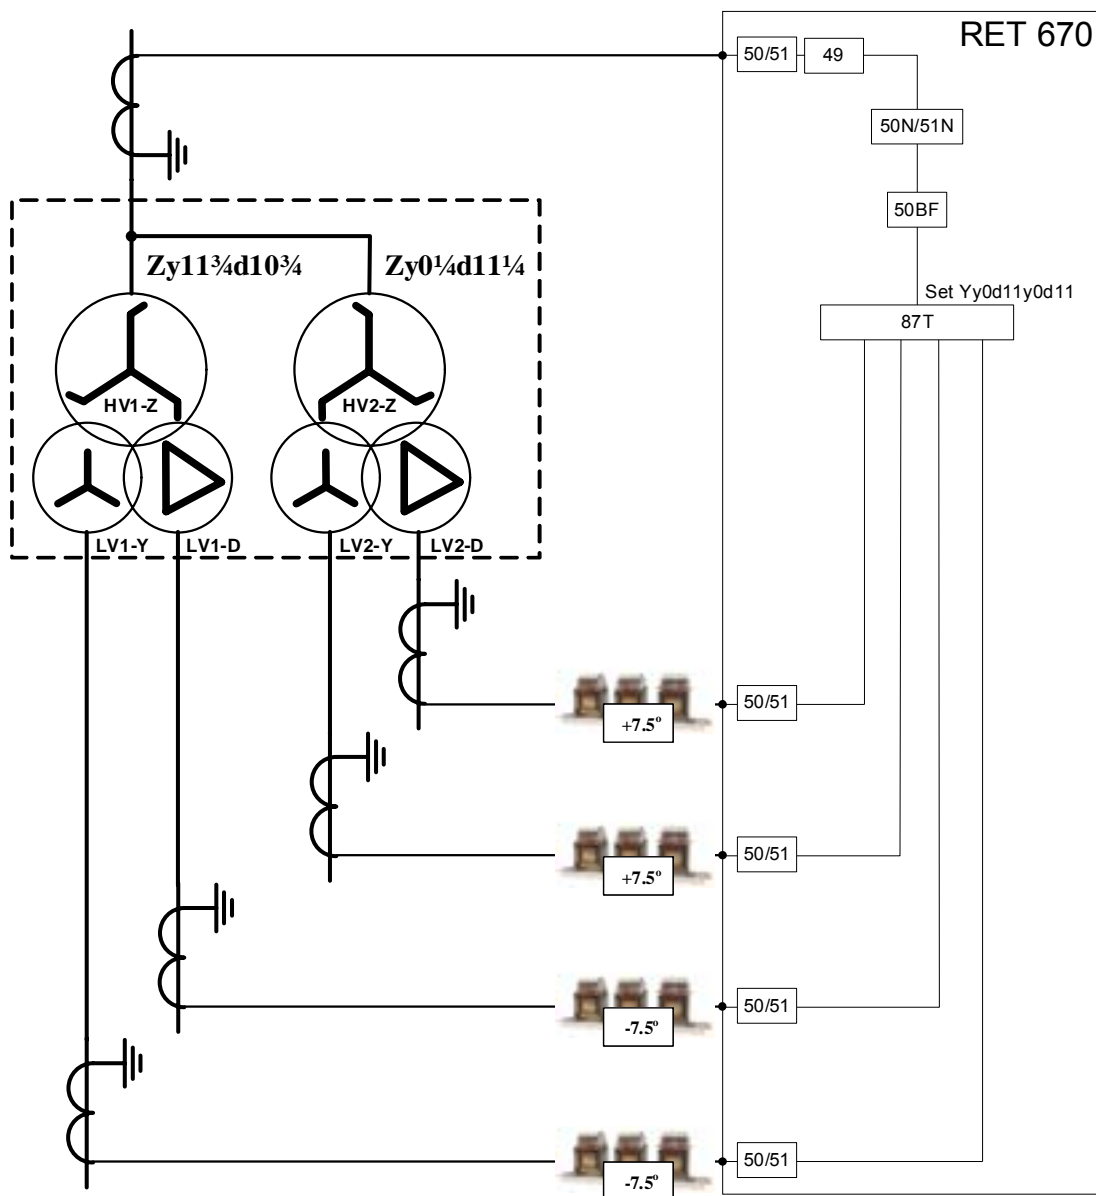 RET 670
50/51
49
50N/51N
50BF
Set Yy0d11y0d11
87T
Zy11¾d10¾
Zy0¼d11¼
HV1-Z
HV2-Z
LV1-Y
LV1-D
LV2-Y
LV2-D
+7.5º
50/51
+7.5º
50/51
-7.5º
50/51
-7.5º
50/51